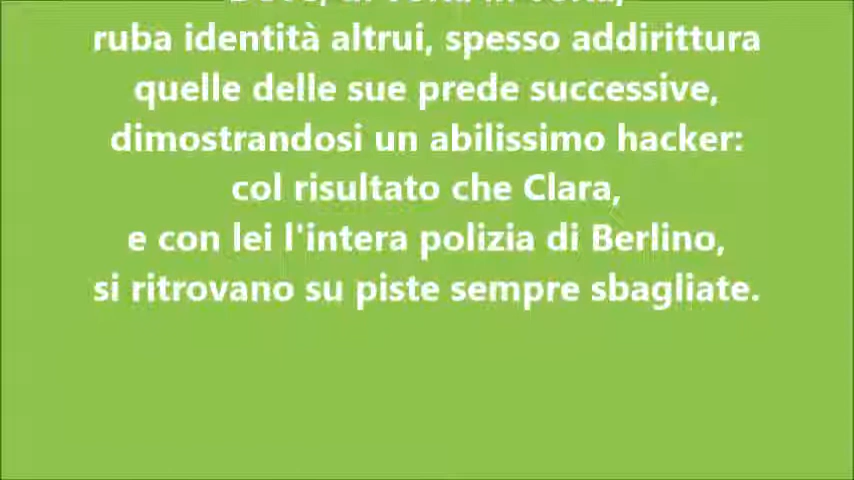 ruba identità altrui, spesso addirittura
quelle delle sue prede successive,
dimostrandosi un abilissimo hacker:
col risultato che Clara,
e con lei l'intera polizia di Berlino,
si ritrovano su piste sempre sbagliate.